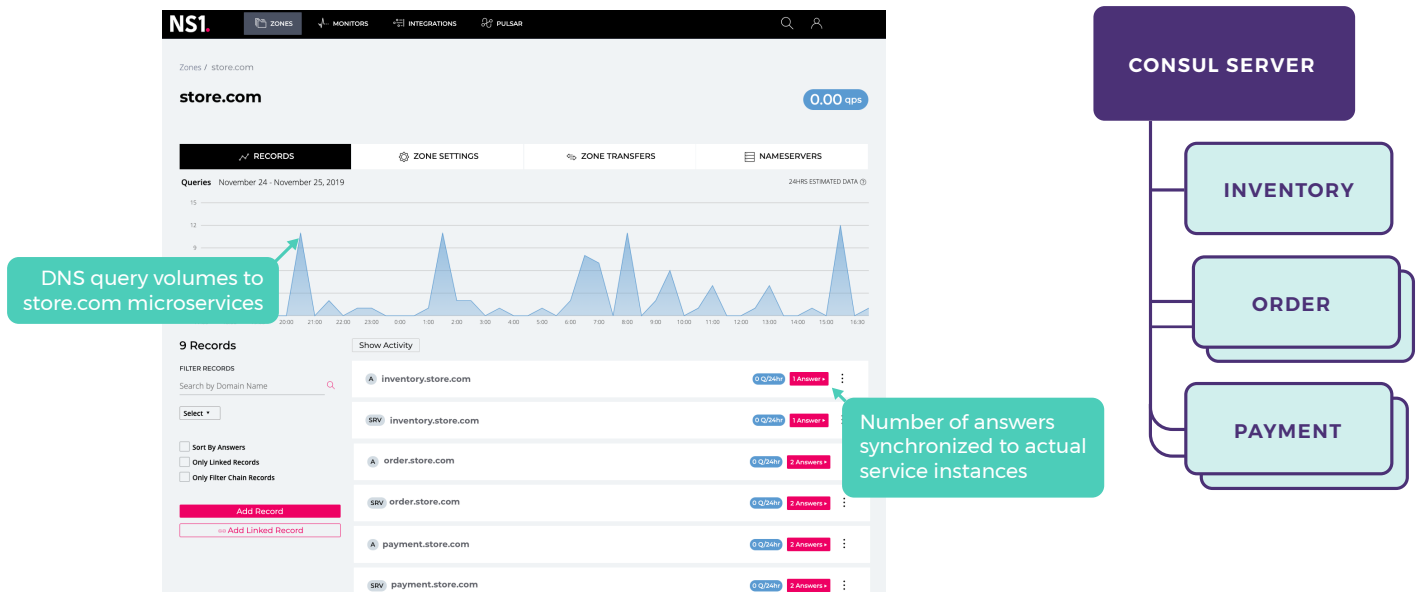 NS1.
ZONES
MONITORS
INTEGRATIONS
PULSAR
Zones / store.com
store.com
0.00 qps
RECORDS
ZONE SETTINGS
ZONE TRANSFERS
NAMESERVERS
Queries November 24 - November 25, 2019
24HRS ESTIMATED DATA
15
12
9
20:00 21:00 22:00 23:00 0:00 1:00 2:00 3:00 4:00 5:00 6:00 7:00 8:00 9:00 10:00 11:00 12:00 13:00 14:00 15:00 16:30
DNS query volumes to
store.com microservices
9 Records
Show Activity
FILTER RECORDS
Search by Domain Name
Select
Sort By Answers
Only Linked Records
Only Filter Chain Records
Add Record
Add Linked Record
A inventory.store.com 0 Q/24hr 1 Answer
SRV inventory.store.com 0 Q/24hr 1 Answer
A order.store.com 0 Q/24hr 2 Answers
SRV order.store.com 0 Q/24hr 2 Answers
A payment.store.com 0 Q/24hr 2 Answers
SRV payment.store.com 0 Q/24hr 2 Answers
Number of answers
synchronized to actual
service instances
CONSUL SERVER
INVENTORY
ORDER
PAYMENT